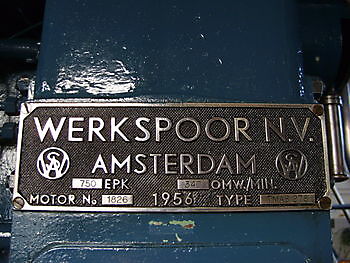 WERKSPOOR N.V.
AMSTERDAM
750 EPK OMW./MIN.
MOTOR No 1826 1956 TYPE